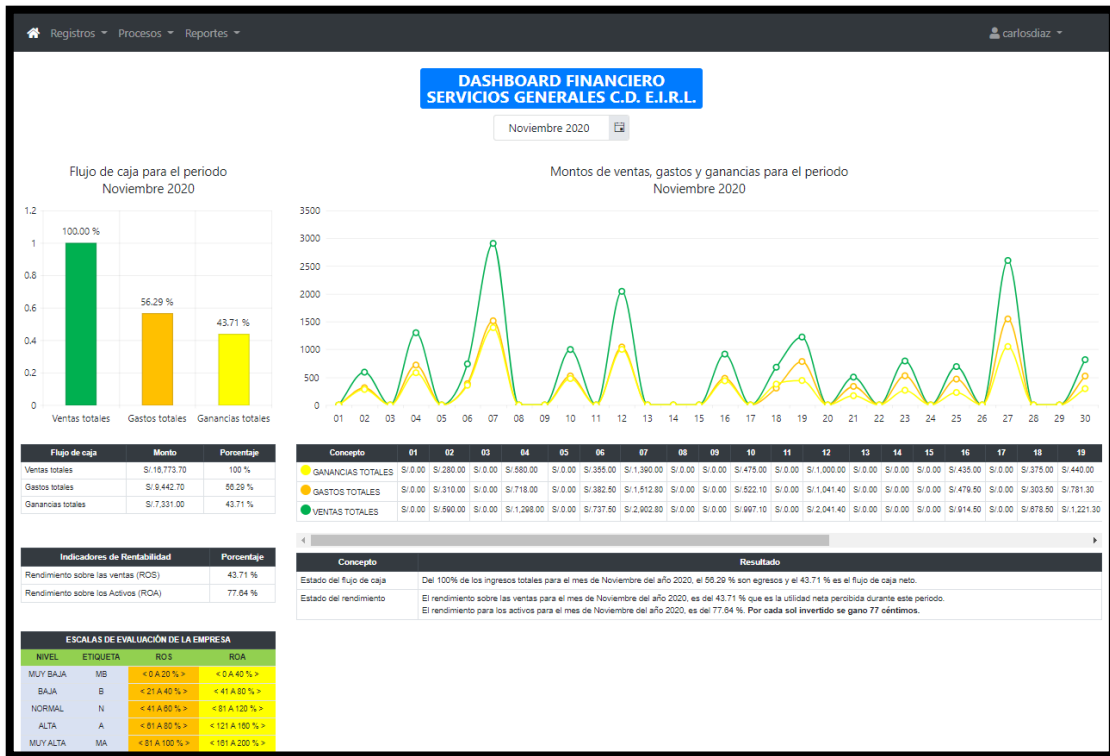 Registros Procesos Reportes carlosdiaz
DASHBOARD FINANCIERO
SERVICIOS GENERALES C.D. E.I.R.L.
Noviembre 2020
Flujo de caja para el periodo
Noviembre 2020
1.2
1
0.8
0.6
0.4
0.2
0
100.00 %
56.29 %
43.71 %
Ventas totales Gastos totales Ganancias totales
Montos de ventas, gastos y ganancias para el periodo
Noviembre 2020
3500
3000
2500
2000
1500
1000
500
0
01 02 03 04 05 06 07 08 09 10 11 12 13 14 15 16 17 18 19 20 21 22 23 24 25 26 27 28 29 30
Flujo de caja Monto Porcentaje
Ventas totales S/.16,773.70 100 %
Gastos totales S/.9,442.70 56.29 %
Ganancias totales S/.7,331.00 43.71 %
Concepto 01 02 03 04 05 06 07 08 09 10 11 12 13 14 15 16 17 18 19
GANANCIAS TOTALES S/.0.00 S/.280.00 S/.0.00 S/.580.00 S/.0.00 S/.355.00 S/.1,390.00 S/.0.00 S/.0.00 S/.475.00 S/.0.00 S/.1,000.00 S/.0.00 S/.0.00 S/.0.00 S/.435.00 S/.0.00 S/.375.00 S/.440.00
GASTOS TOTALES S/.0.00 S/.310.00 S/.0.00 S/.718.00 S/.0.00 S/.382.50 S/.1,512.80 S/.0.00 S/.0.00 S/.522.10 S/.0.00 S/.1,041.40 S/.0.00 S/.0.00 S/.0.00 S/.479.50 S/.0.00 S/.303.50 S/.781.30
VENTAS TOTALES S/.0.00 S/.590.00 S/.0.00 S/.1,298.00 S/.0.00 S/.737.50 S/.2,902.80 S/.0.00 S/.0.00 S/.997.10 S/.0.00 S/.2,041.40 S/.0.00 S/.0.00 S/.0.00 S/.914.50 S/.0.00 S/.678.50 S/.1,221.30
Indicadores de Rentabilidad Porcentaje
Rendimiento sobre las ventas (ROS) 43.71 %
Rendimiento sobre los Activos (ROA) 77.64 %
Concepto Resultado
Estado del flujo de caja Del 100% de los ingresos totales para el mes de Noviembre del año 2020, el 56.29 % son egresos y el 43.71 % es el flujo de caja neto.
Estado del rendimiento El rendimiento sobre las ventas para el mes de Noviembre del año 2020, es del 43.71 % que es la utilidad neta percibida durante este periodo.
El rendimiento para los activos para el mes de Noviembre del año 2020, es del 77.64 %. Por cada sol invertido se gano 77 céntimos.
ESCALAS DE EVALUACIÓN DE LA EMPRESA
NIVEL ETIQUETA ROS ROA
MUY BAJA MB < 0 A 20 % > < 0 A 40 % >
BAJA B < 21 A 40 % > < 41 A 80 % >
NORMAL N < 41 A 60 % > < 81 A 120 % >
ALTA A < 61 A 80 % > < 121 A 160 % >
MUY ALTA MA < 81 A 100 % > < 161 A 200 % >